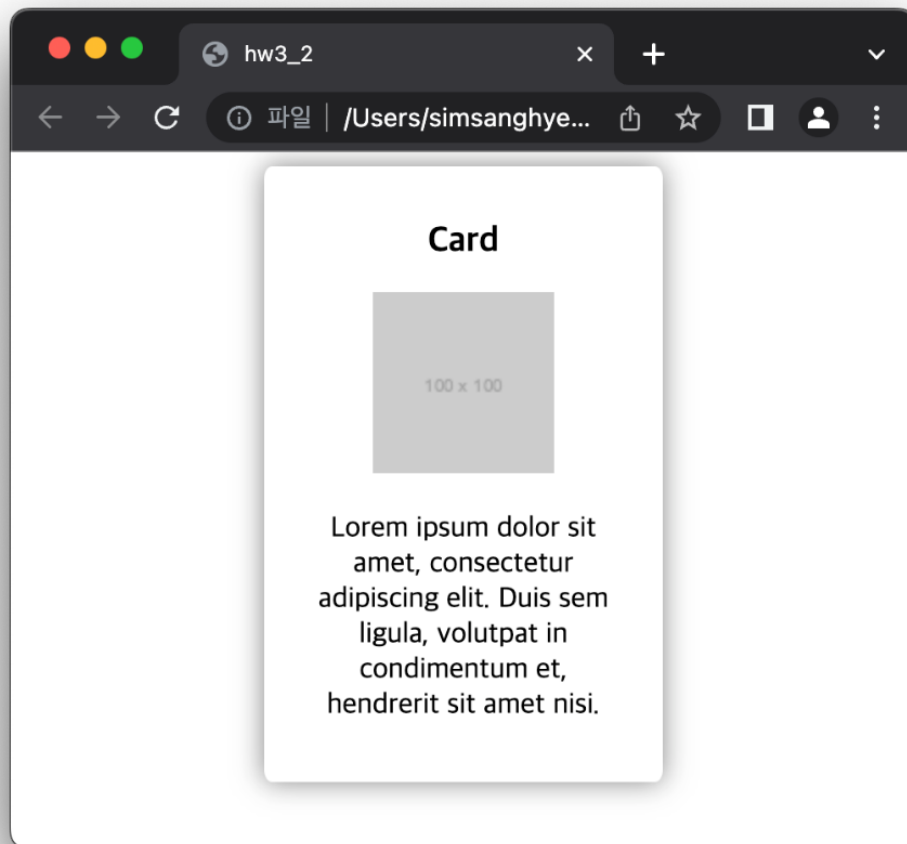 hw3_2
파일 /Users/simsanghye...
Card
100 x 100
Lorem ipsum dolor sit
amet, consectetur
adipiscing elit. Duis sem
ligula, volutpat in
condimentum et,
hendrerit sit amet nisi.